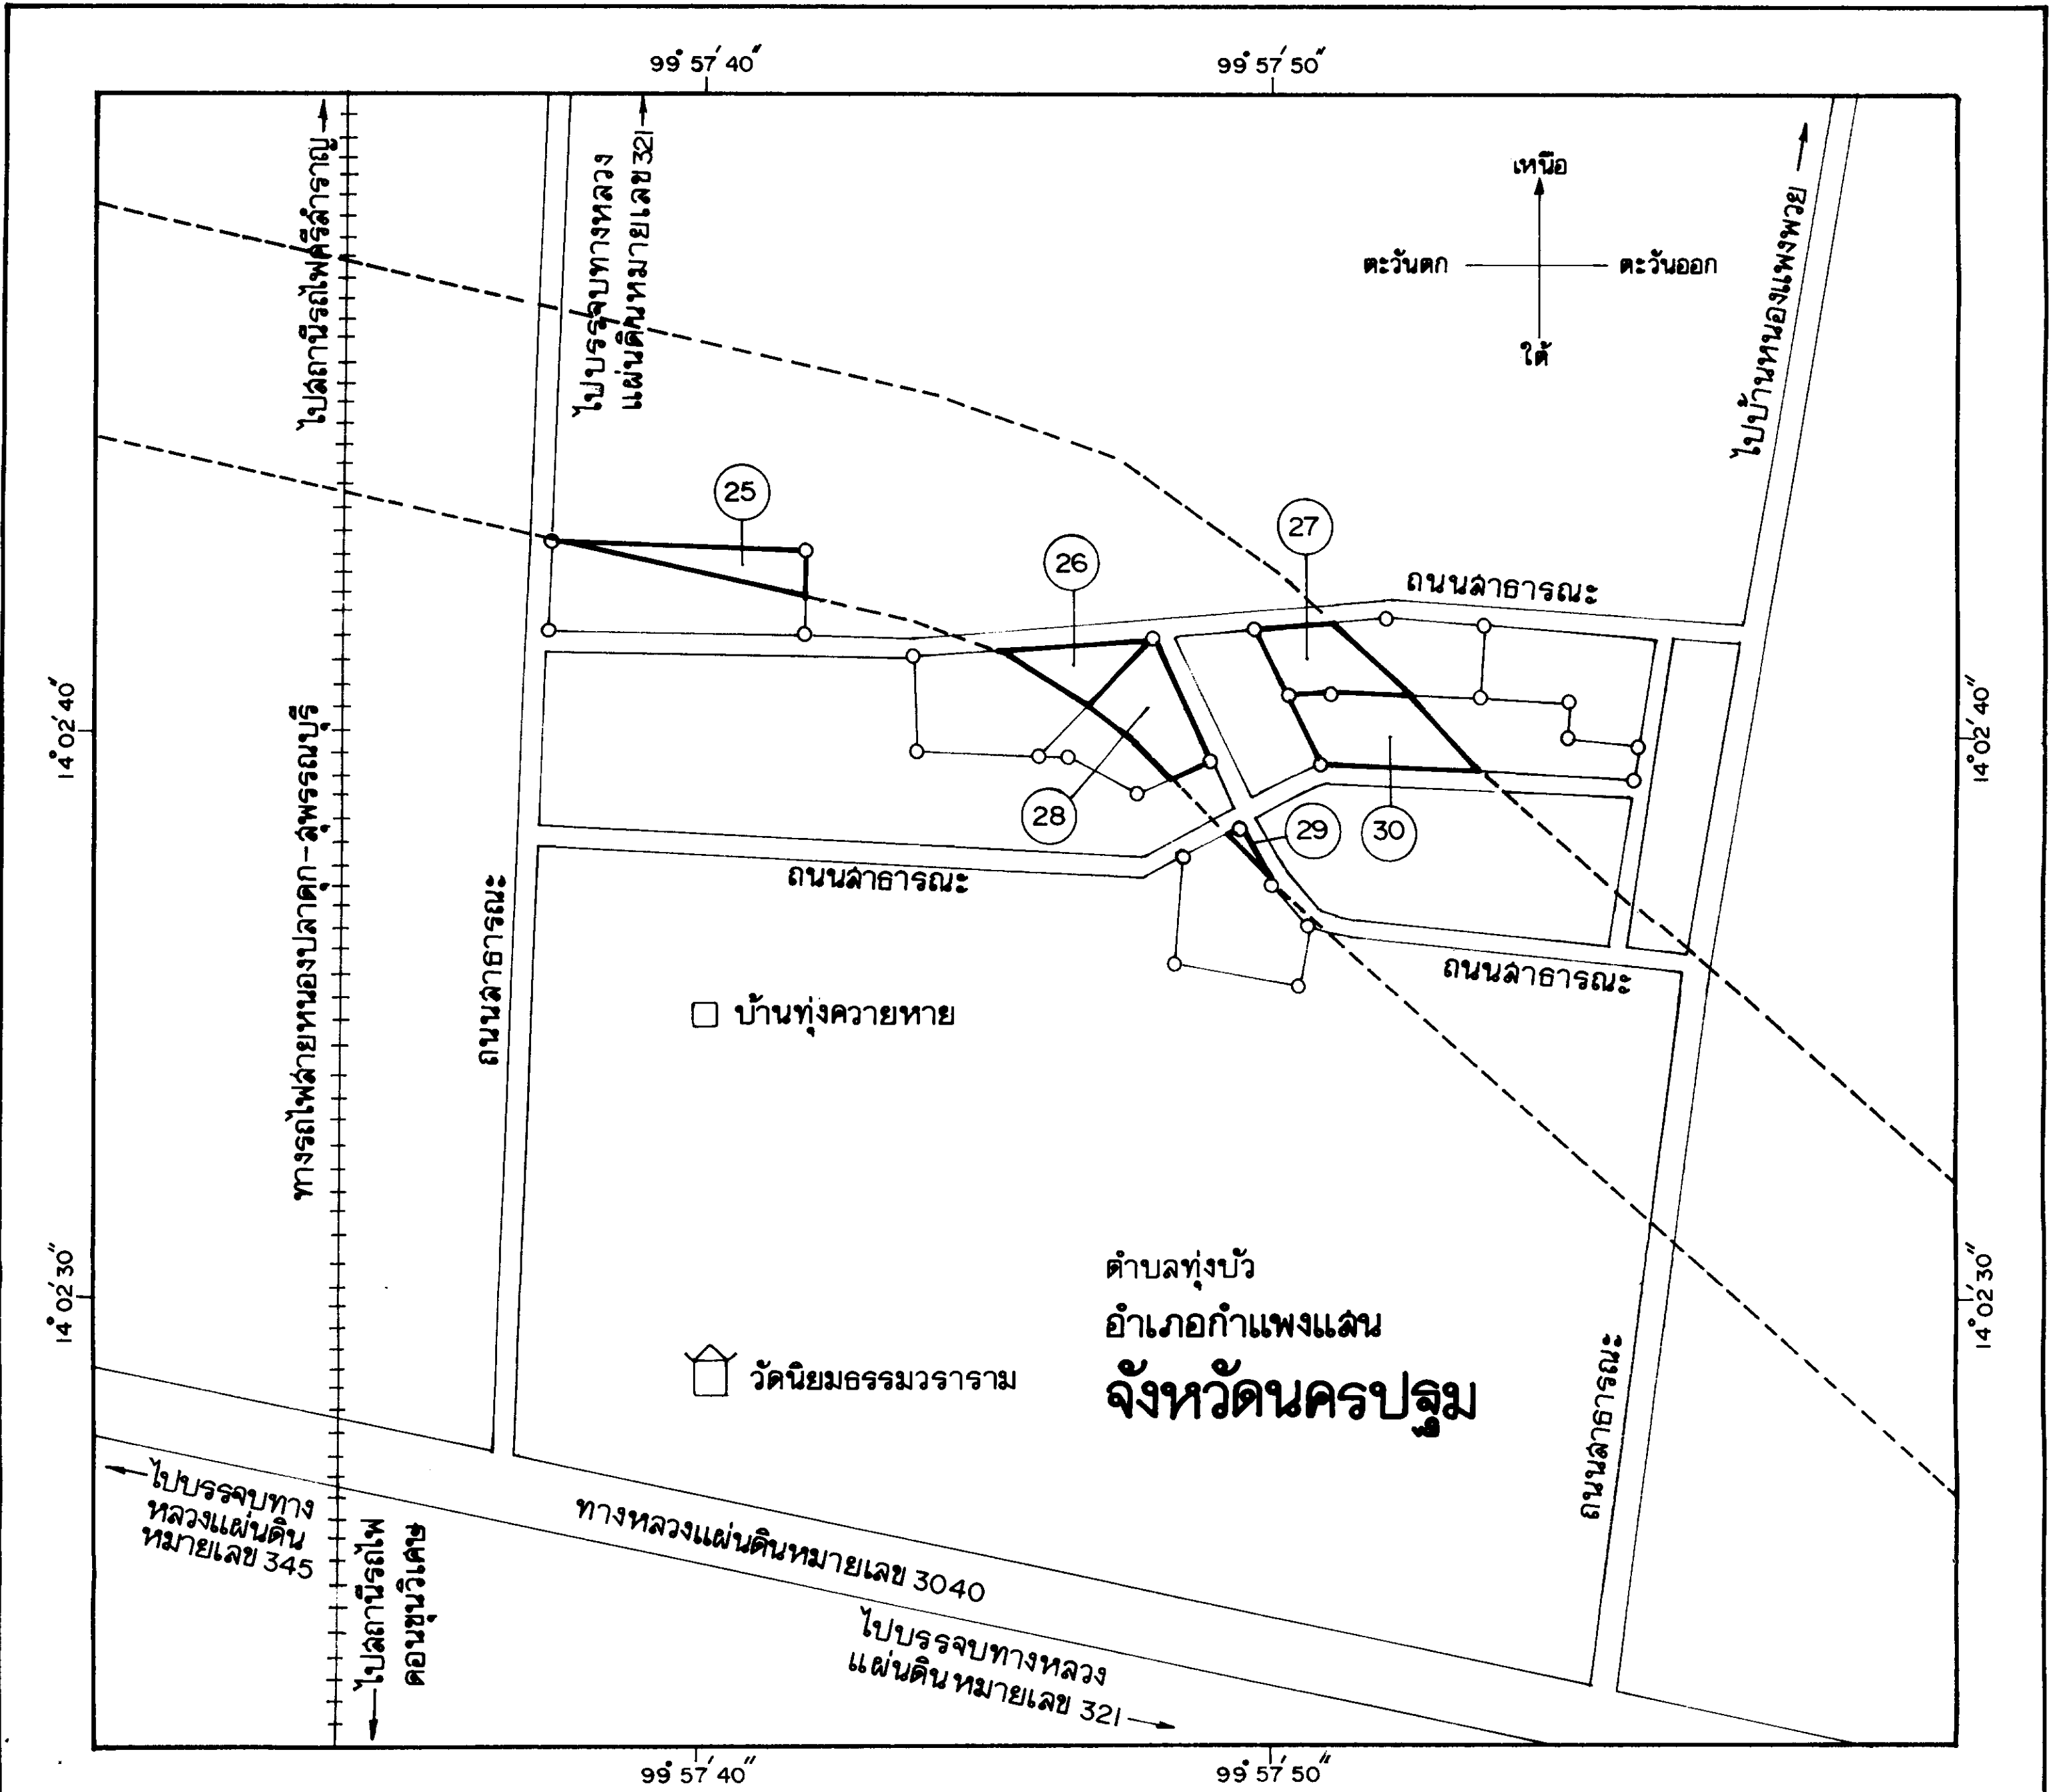 99° 57′ 40″
99° 57′ 50″
ไปสถานีรถไฟศรีสำราญ
ไปบรรจบทางหลวง
แผ่นดินหมายเลข 321
เหนือ
ตะวันตก
ตะวันออก
ใต้
ไปบ้านหนองแพงพวย
25
26
27
ถนนสาธารณะ
14° 02′ 40″
14° 02′ 40″
ทางรถไฟสายหนองปลาดุก-สุพรรณบุรี
28
29
30
ถนนสาธารณะ
ถนนสาธารณะ
ถนนสาธารณะ
บ้านทุ่งควายหาย
14° 02′ 30″
14° 02′ 30″
ตำบลทุ่งบัว
อำเภอกำแพงแสน
จังหวัดนครปฐม
วัดนิยมธรรมวราราม
ถนนสาธารณะ
ไปบรรจบทาง
หลวงแผ่นดิน
หมายเลข 345
ไปสถานีรถไฟ
ดอนขุนวิเศษ
ทางหลวงแผ่นดินหมายเลข 3040
ไปบรรจบทางหลวง
แผ่นดินหมายเลข 321
99° 57′ 40″
99° 57′ 50″